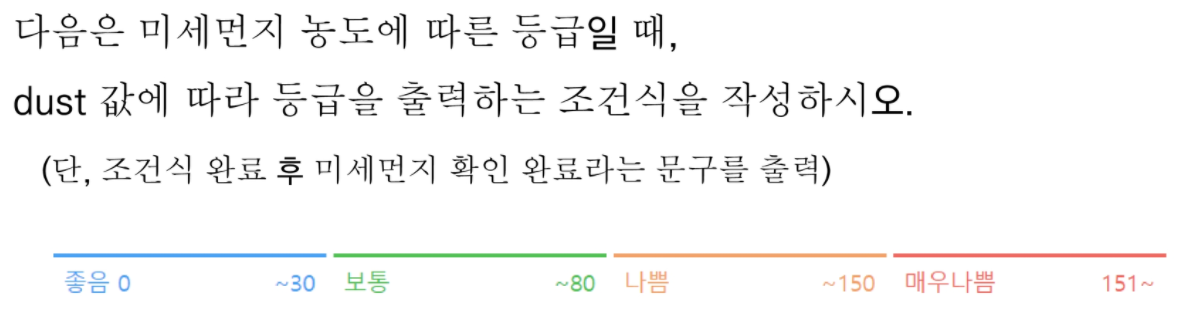 다음은 미세먼지 농도에 따른 등급일 때,
dust 값에 따라 등급을 출력하는 조건식을 작성하시오.
(단, 조건식 완료 후 미세먼지 확인 완료라는 문구를 출력)
좋음 0 ~30 보통 ~80 나쁨 ~150 매우나쁨 151~